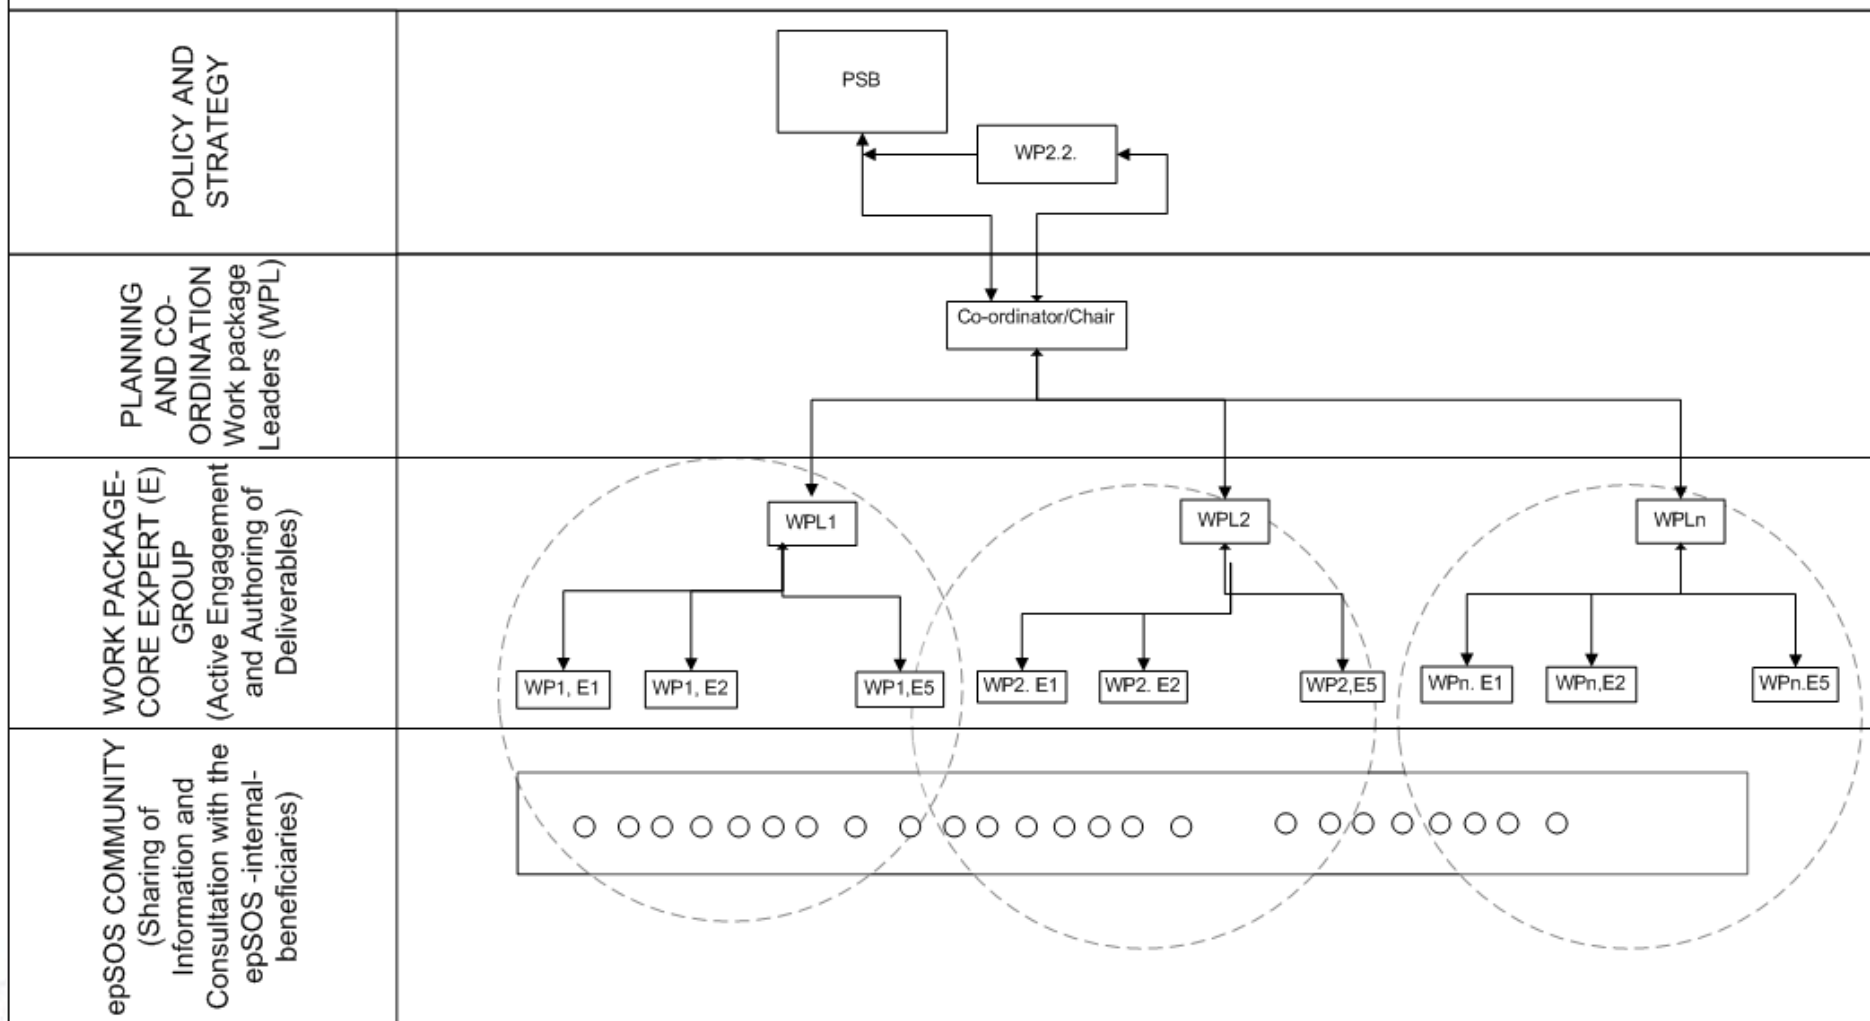 POLICY AND
STRATEGY
PSB
WP2.2.
PLANNING
AND CO-
ORDINATION
Work package
Leaders (WPL)
Co-ordinator/Chair
WORK PACKAGE-
CORE EXPERT (E)
GROUP
(Active Engagement
and Authoring of
Deliverables)
WPL1
WPL2
WPLn
WP1, E1
WP1, E2
WP1,E5
WP2. E1
WP2. E2
WP2,E5
WPn. E1
WPn,E2
WPn.E5
epSOS COMMUNITY
(Sharing of
Information and
Consultation with the
epSOS -internal-
beneficiaries)